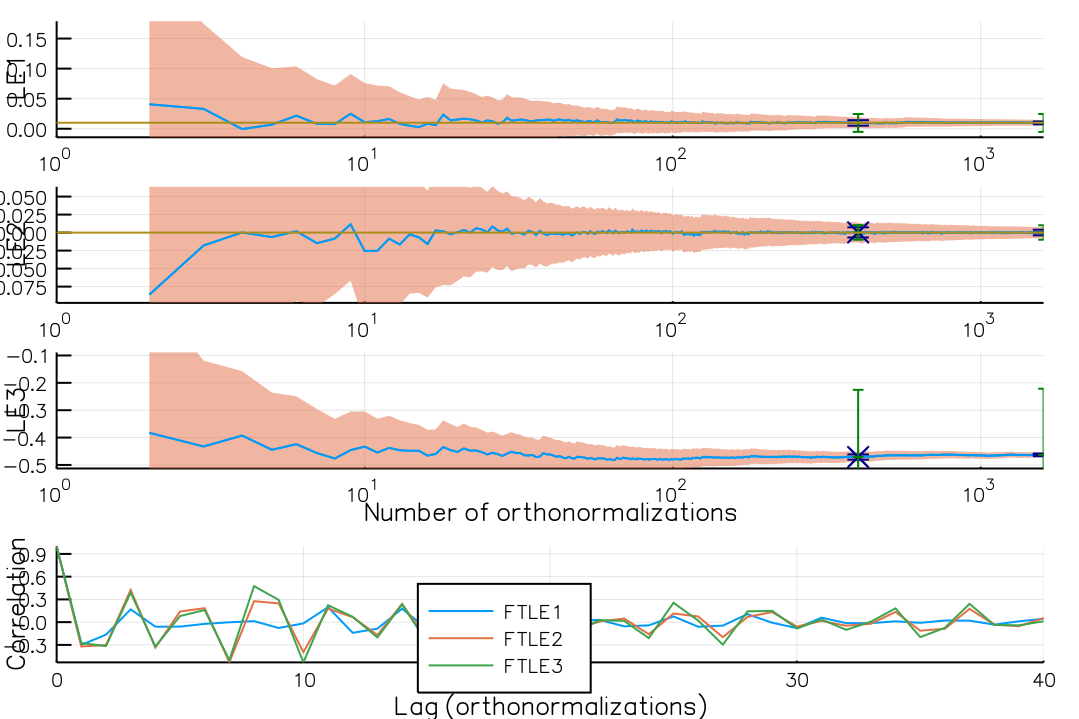 LE1
0.15
0.10
0.05
0.00
10^0 10^1 10^2 10^3
LE2
0.050
0.025
0.000
0.025
0.050
0.075
10^0 10^1 10^2 10^3
LE3
−0.1
−0.2
−0.3
−0.4
−0.5
10^0 10^1 10^2 10^3
Number of orthonormalizations
Correlation
0.9
0.6
0.3
0.0
0.3
FTLE1
FTLE2
FTLE3
0 10 30 40
Lag (orthonormalizations)